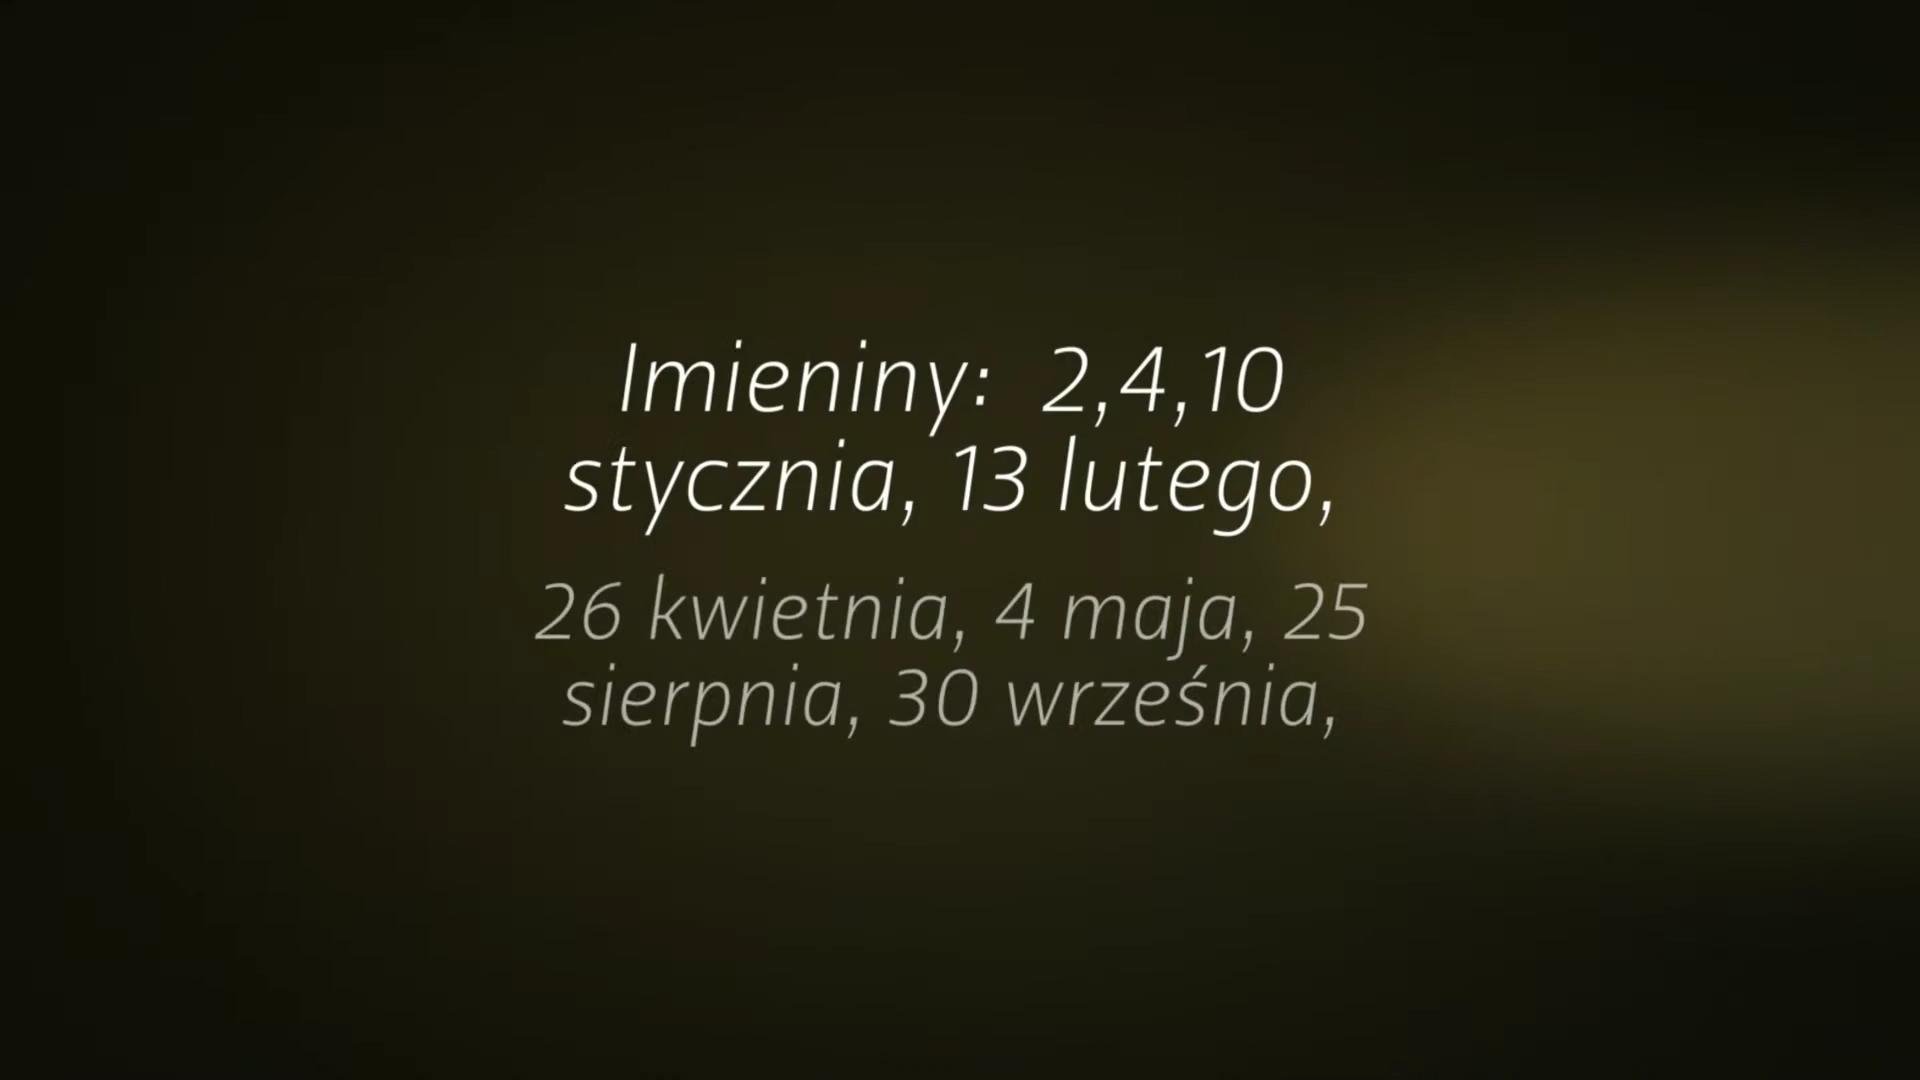 Imieniny:  2,4,10
stycznia, 13 lutego,
26 kwietnia, 4 maja, 25
sierpnia, 30 września,